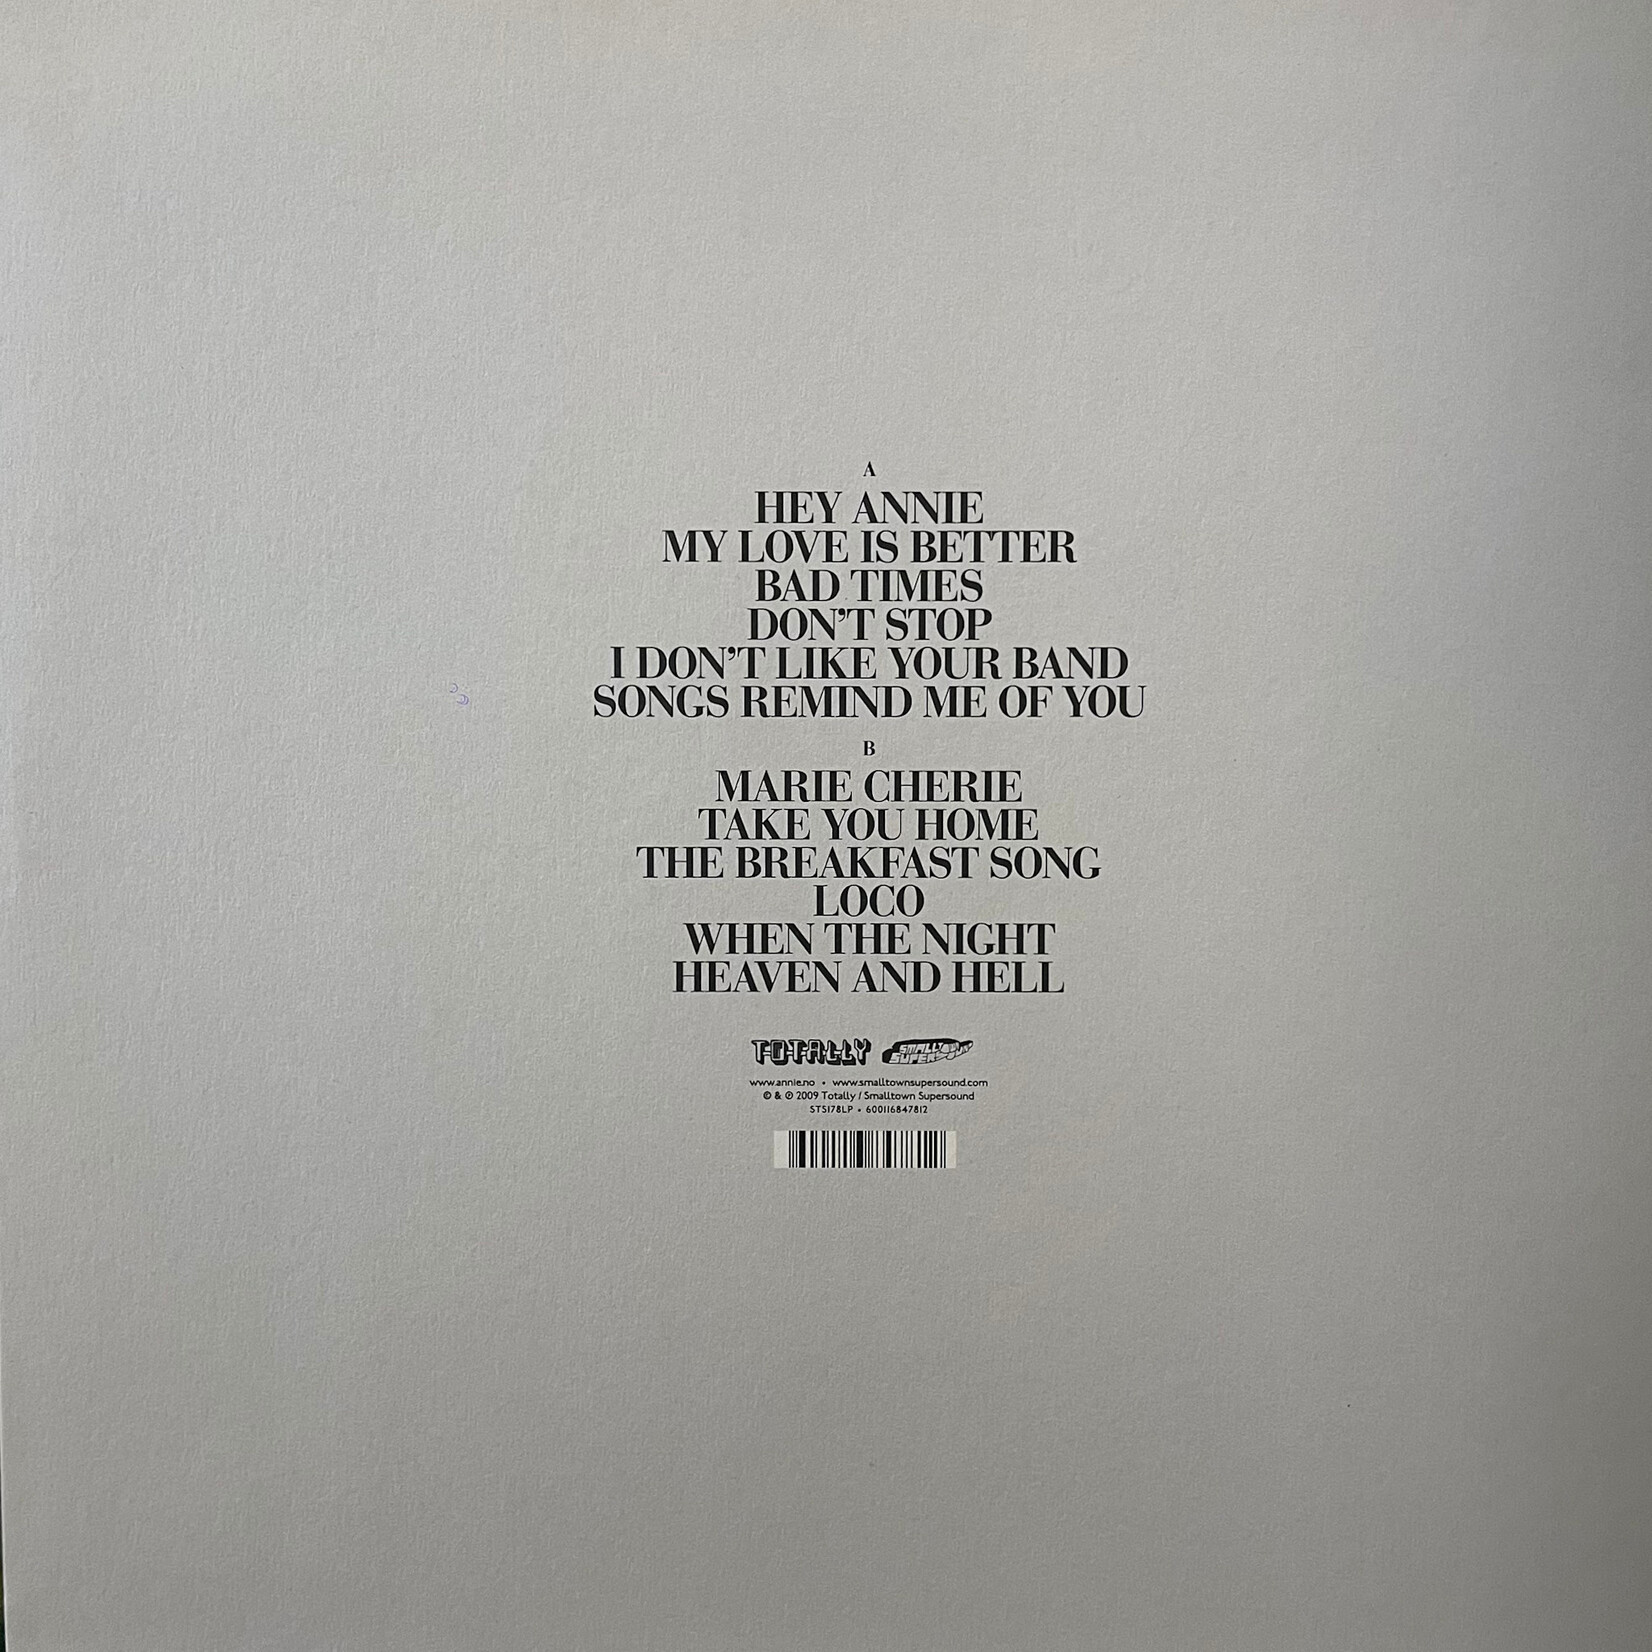 A
HEY ANNIE
MY LOVE IS BETTER
BAD TIMES
DON'T STOP
I DON'T LIKE YOUR BAND
SONGS REMIND ME OF YOU
B
MARIE CHERIE
TAKE YOU HOME
THE BREAKFAST SONG
LOCO
WHEN THE NIGHT
HEAVEN AND HELL
TOTALLY SMALLTOWN SUPERSOUND
www.annie.no • www.smalltownsupersound.com
© & ℗ 2009 Totally / Smalltown Supersound
STS178LP • 600116847812